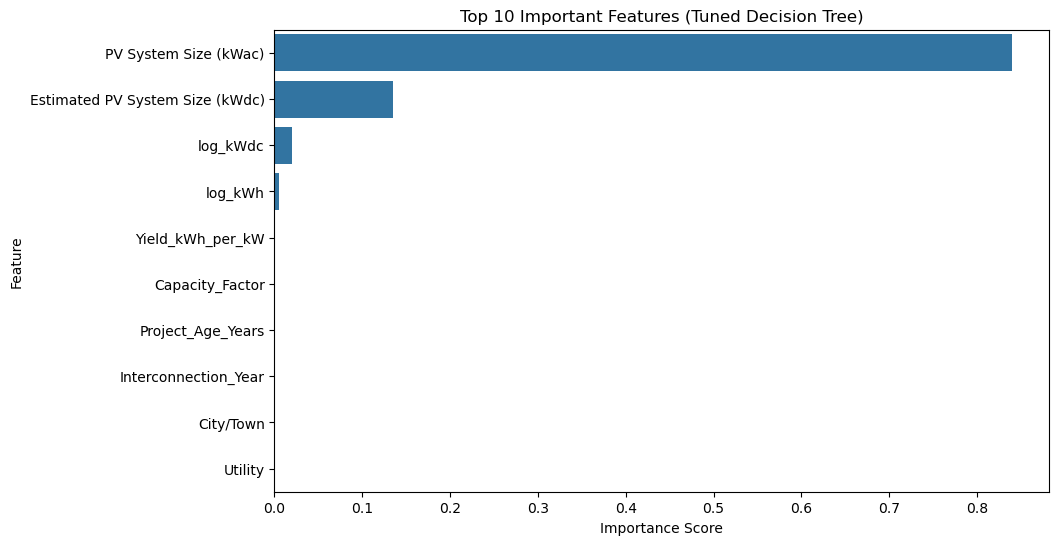 Top 10 Important Features (Tuned Decision Tree)
Feature
PV System Size (kWac)
Estimated PV System Size (kWdc)
log_kWdc
log_kWh
Yield_kWh_per_kW
Capacity_Factor
Project_Age_Years
Interconnection_Year
City/Town
Utility
0.0 0.1 0.2 0.3 0.4 0.5 0.6 0.7 0.8
Importance Score